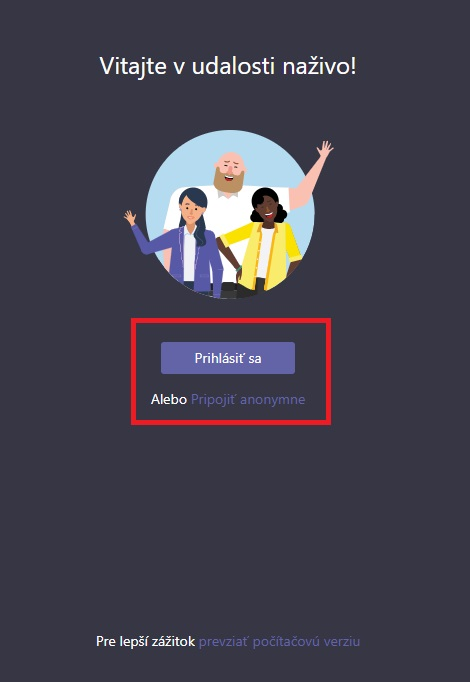 Vitajte v udalosti naživo!
Prihlásiť sa
Alebo Pripojiť anonymne
Pre lepší zážitok prevziať počítačovú verziu